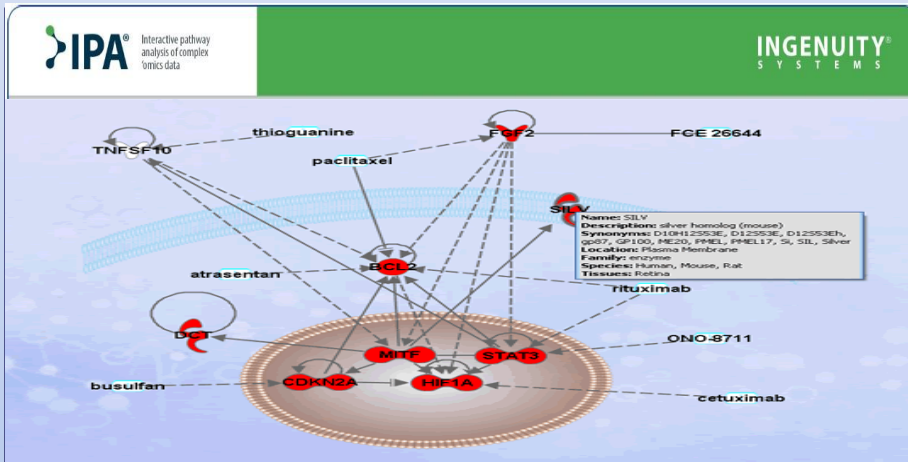 IPA®
Interactive pathway
analysis of complex
'omics data
INGENUITY®
SYSTEMS
thioguanine
FGF2
FCE 26644
TNFSF10
paclitaxel
SILV
Name: SILV
Description: silver homolog (mouse)
Synonyms: D10H12S53E, D12S53E, D12S53Eh,
gp87, GP100, ME20, PMEL, PMEL17, Si, SIL, Silver
Location: Plasma Membrane
Family: enzyme
Species: Human, Mouse, Rat
Tissues: Retina
BCL2
atrasentan
rituximab
DCT
ONO-8711
MITF
STAT3
busulfan
CDKN2A
HIF1A
cetuximab